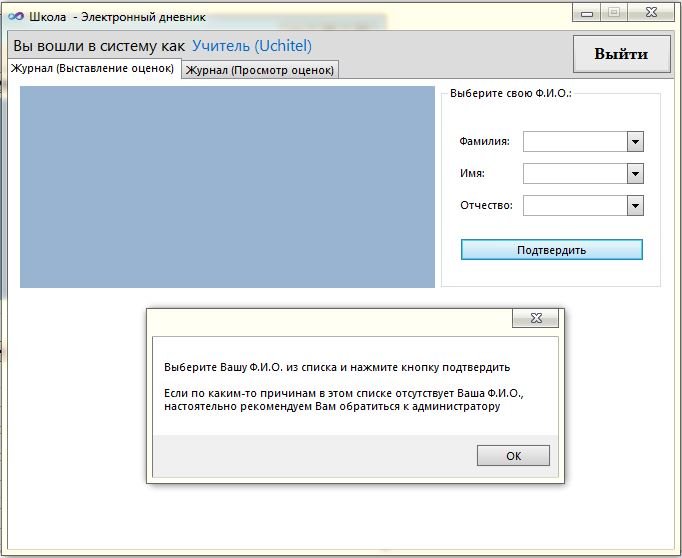 Школа - Электронный дневник
Вы вошли в систему как Учитель (Uchitel)
Выйти
Журнал (Выставление оценок) Журнал (Просмотр оценок)
Выберите свою Ф.И.О.:
Фамилия:
Имя:
Отчество:
Подтвердить
Выберите Вашу Ф.И.О. из списка и нажмите кнопку подтвердить
Если по каким-то причинам в этом списке отсутствует Ваша Ф.И.О.,
настоятельно рекомендуем Вам обратиться к администратору
ОК